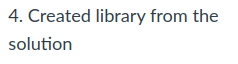 4. Created library from the
solution